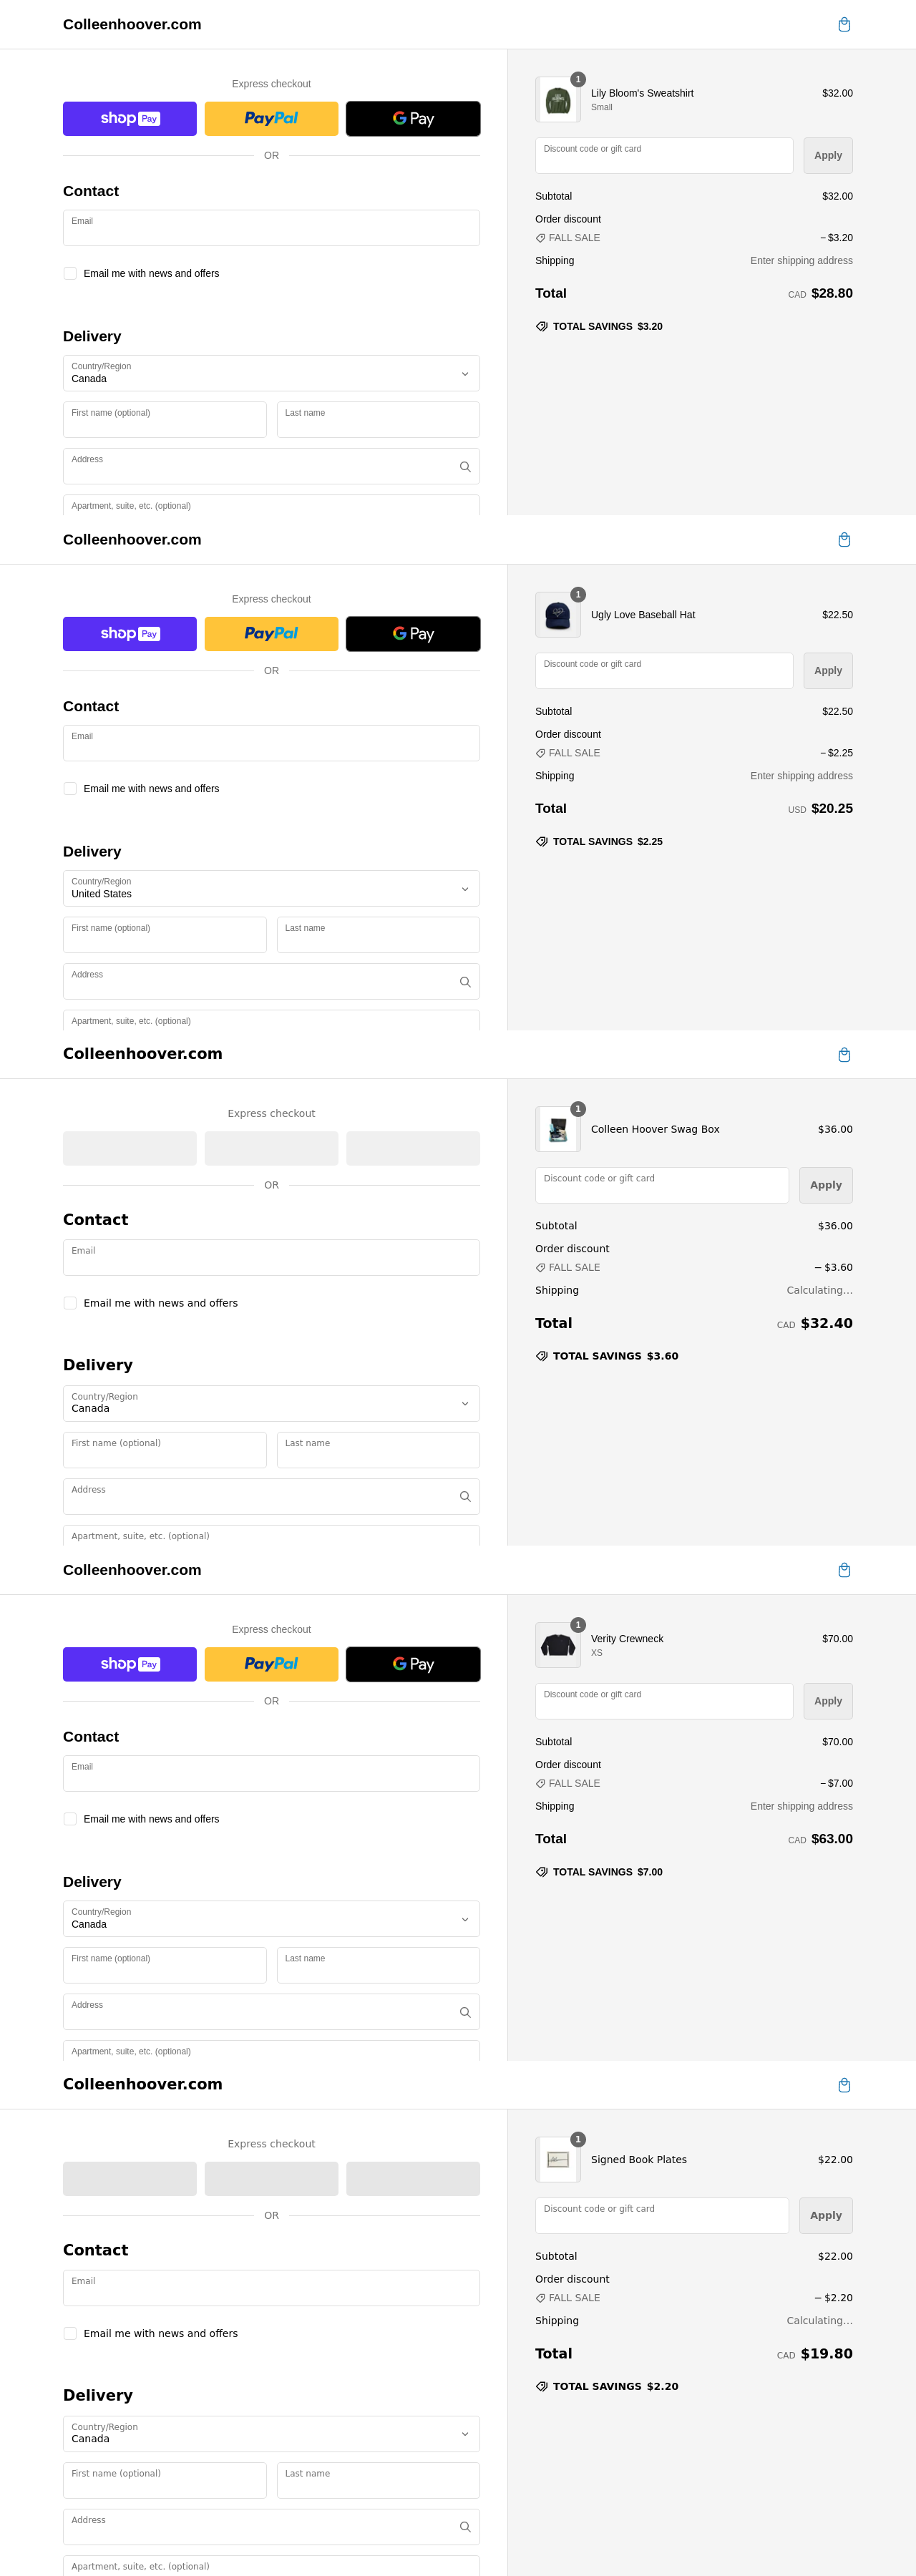 Colleenhoover.com
Express checkout
shop Pay
PayPal
G Pay
OR
Contact
Email
Email me with news and offers
Delivery
Country/Region
Canada
First name (optional)
Last name
Address
Apartment, suite, etc. (optional)
1
Lily Bloom's Sweatshirt
$32.00
Small
Discount code or gift card
Apply
Subtotal
$32.00
Order discount
FALL SALE
− $3.20
Shipping
Enter shipping address
Total
CAD $28.80
TOTAL SAVINGS $3.20
Colleenhoover.com
Express checkout
shop Pay
PayPal
G Pay
OR
Contact
Email
Email me with news and offers
Delivery
Country/Region
United States
First name (optional)
Last name
Address
Apartment, suite, etc. (optional)
1
Ugly Love Baseball Hat
$22.50
Discount code or gift card
Apply
Subtotal
$22.50
Order discount
FALL SALE
− $2.25
Shipping
Enter shipping address
Total
USD $20.25
TOTAL SAVINGS $2.25
Colleenhoover.com
Express checkout
OR
Contact
Email
Email me with news and offers
Delivery
Country/Region
Canada
First name (optional)
Last name
Address
Apartment, suite, etc. (optional)
1
Colleen Hoover Swag Box
$36.00
Discount code or gift card
Apply
Subtotal
$36.00
Order discount
FALL SALE
− $3.60
Shipping
Calculating...
Total
CAD $32.40
TOTAL SAVINGS $3.60
Colleenhoover.com
Express checkout
shop Pay
PayPal
G Pay
OR
Contact
Email
Email me with news and offers
Delivery
Country/Region
Canada
First name (optional)
Last name
Address
Apartment, suite, etc. (optional)
1
Verity Crewneck
$70.00
XS
Discount code or gift card
Apply
Subtotal
$70.00
Order discount
FALL SALE
− $7.00
Shipping
Enter shipping address
Total
CAD $63.00
TOTAL SAVINGS $7.00
Colleenhoover.com
Express checkout
OR
Contact
Email
Email me with news and offers
Delivery
Country/Region
Canada
First name (optional)
Last name
Address
Apartment, suite, etc. (optional)
1
Signed Book Plates
$22.00
Discount code or gift card
Apply
Subtotal
$22.00
Order discount
FALL SALE
− $2.20
Shipping
Calculating...
Total
CAD $19.80
TOTAL SAVINGS $2.20